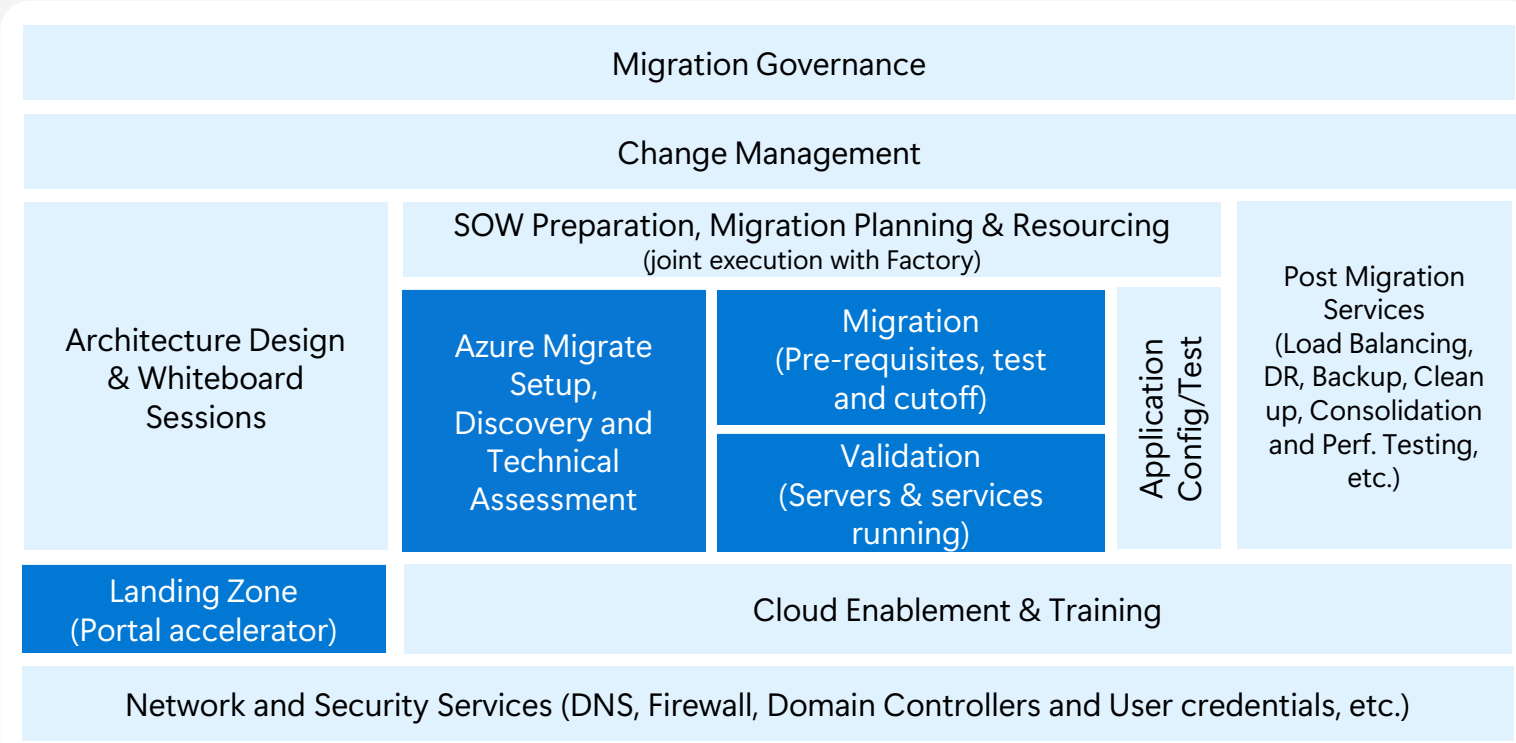 Migration Governance
Change Management
Architecture Design
& Whiteboard
Sessions
SOW Preparation, Migration Planning & Resourcing
(joint execution with Factory)
Azure Migrate
Setup,
Discovery and
Technical
Assessment
Migration
(Pre-requisites, test
and cutoff)
Validation
(Servers & services
running)
Application
Config/Test
Post Migration
Services
(Load Balancing,
DR, Backup, Clean
up, Consolidation
and Perf. Testing,
etc.)
Landing Zone
(Portal accelerator)
Cloud Enablement & Training
Network and Security Services (DNS, Firewall, Domain Controllers and User credentials, etc.)